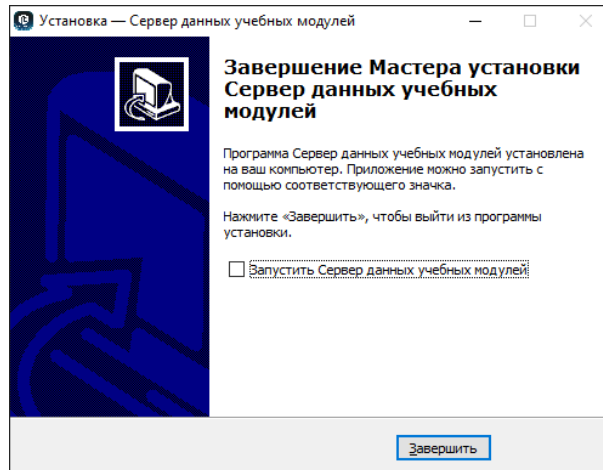 Установка — Сервер данных учебных модулей
Завершение Мастера установки
Сервер данных учебных
модулей
Программа Сервер данных учебных модулей установлена
на ваш компьютер. Приложение можно запустить с
помощью соответствующего значка.
Нажмите «Завершить», чтобы выйти из программы
установки.
Запустить Сервер данных учебных модулей
Завершить